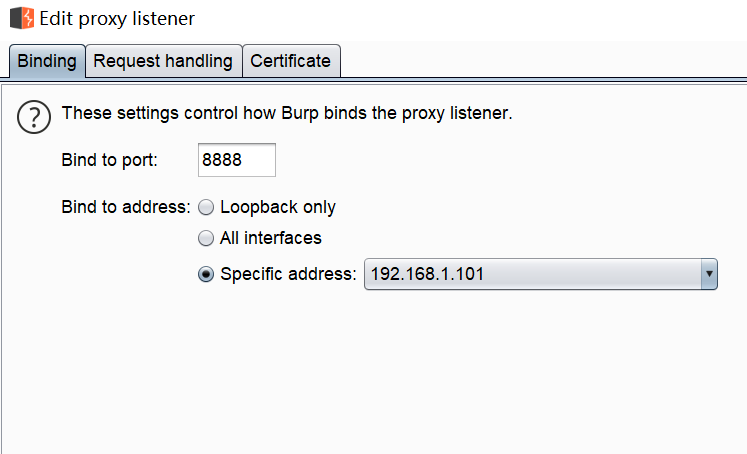 Edit proxy listener
Binding Request handling Certificate
? These settings control how Burp binds the proxy listener.
Bind to port: 8888
Bind to address: Loopback only
All interfaces
Specific address: 192.168.1.101